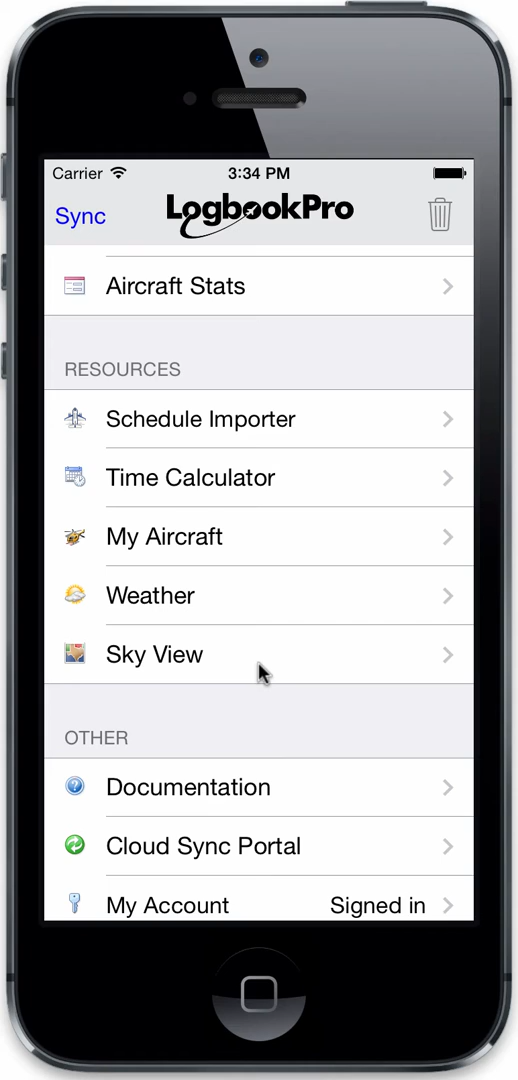 Carrier 3:34 PM
Sync LogbookPro
Aircraft Stats
RESOURCES
Schedule Importer
Time Calculator
My Aircraft
Weather
Sky View
OTHER
Documentation
Cloud Sync Portal
My Account Signed in